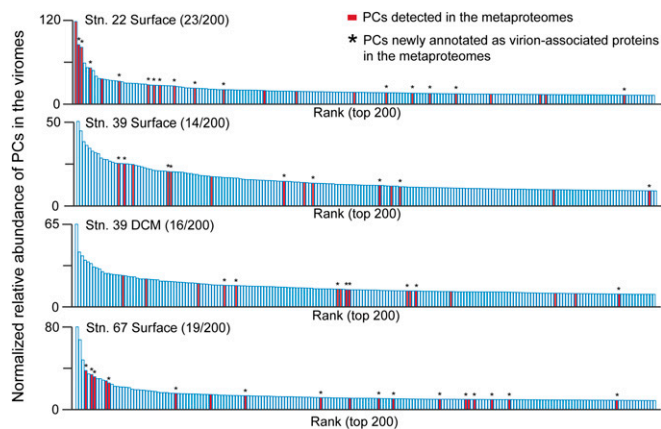 Normalized relative abundance of PCs in the viromes
120
60
0
Stn. 22 Surface (23/200)
PCs detected in the metaproteomes
* PCs newly annotated as virion-associated proteins
in the metaproteomes
Rank (top 200)
50
25
0
Stn. 39 Surface (14/200)
Rank (top 200)
65
0
Stn. 39 DCM (16/200)
Rank (top 200)
80
40
0
Stn. 67 Surface (19/200)
Rank (top 200)